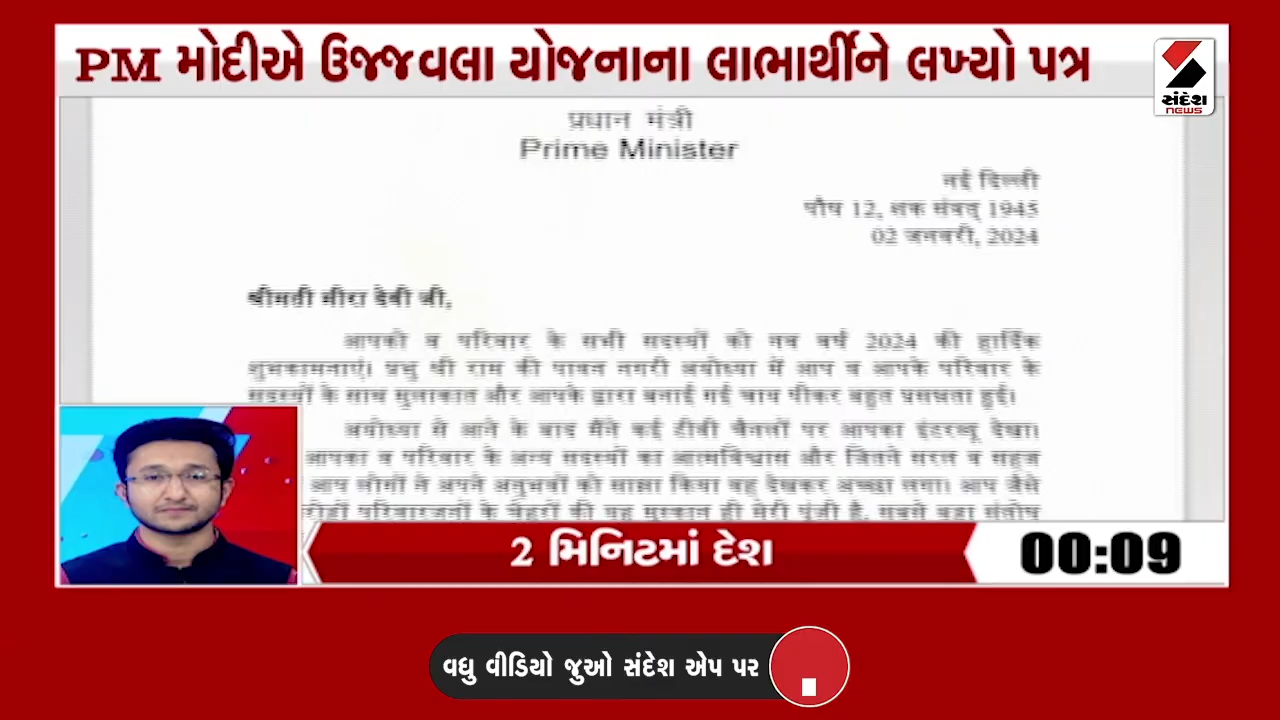 PM મોદીએ ઉજ્જવલા યોજનાના લાભાર્થીને લખ્યો પત્ર
સંદેશ
NEWS
प्रधान मंत्री
Prime Minister
नई दिल्ली
पौष 12, शक संवत् 1945
02 जनवरी, 2024
श्रीमती मीरा देवी जी,
आपको व परिवार के सभी सदस्यों को नव वर्ष 2024 की हार्दिक
शुभकामनाएं। प्रभु श्री राम की पावन नगरी अयोध्या में आप व आपके परिवार के
सदस्यों के साथ मुलाकात और आपके द्वारा बनाई गई चाय पीकर बहुत प्रसन्नता हुई।
अयोध्या से आने के बाद मैंने कई टीवी चैनलों पर आपका इंटरव्यू देखा।
आपका व परिवार के अन्य सदस्यों का आत्मविश्वास और जितने सरल व सहज
आप लोगों ने अपने अनुभवों को साझा किया वह देखकर अच्छा लगा। आप जैसे
परिवारजनों के चेहरों की यह मुस्कान ही मेरी पूंजी है, सबसे बड़ा संतोष
2 મિનિટમાં દેશ
00:09
વધુ વીડિયો જુઓ સંદેશ એપ પર